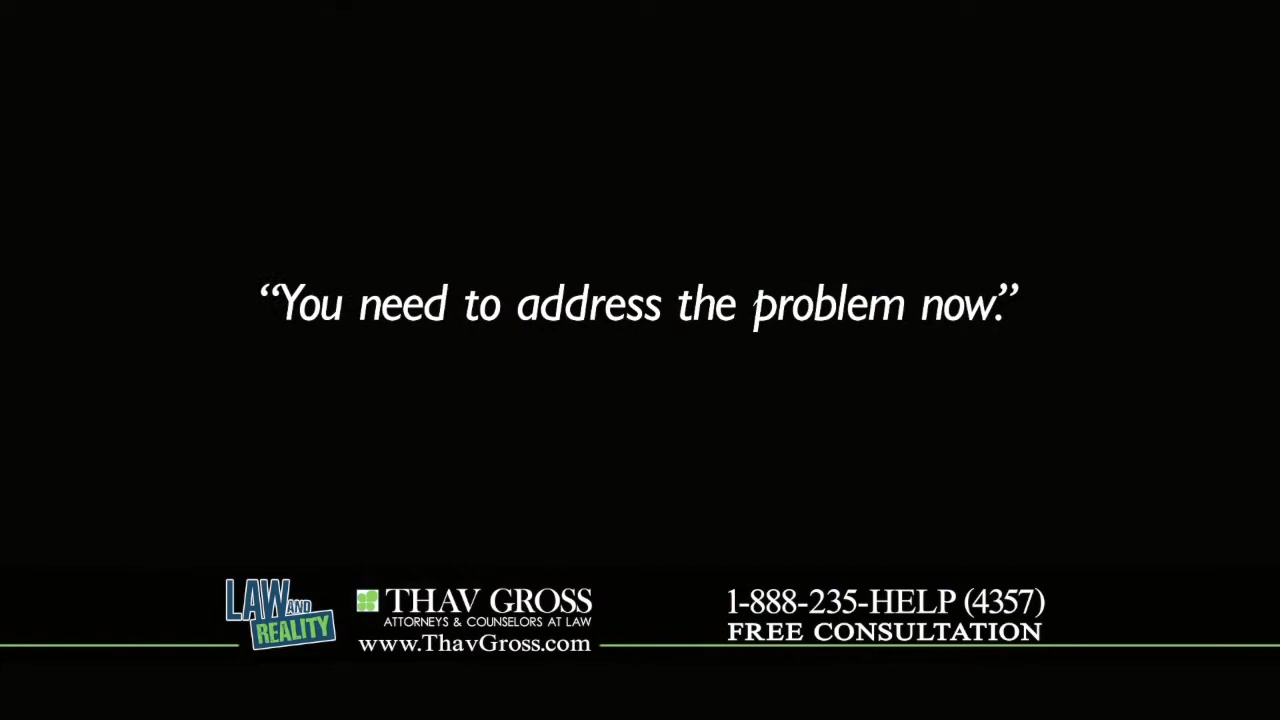 “You need to address the problem now.”
LAW AND REALITY
THAV GROSS
ATTORNEYS & COUNSELORS AT LAW
www.ThavGross.com
1-888-235-HELP (4357)
FREE CONSULTATION